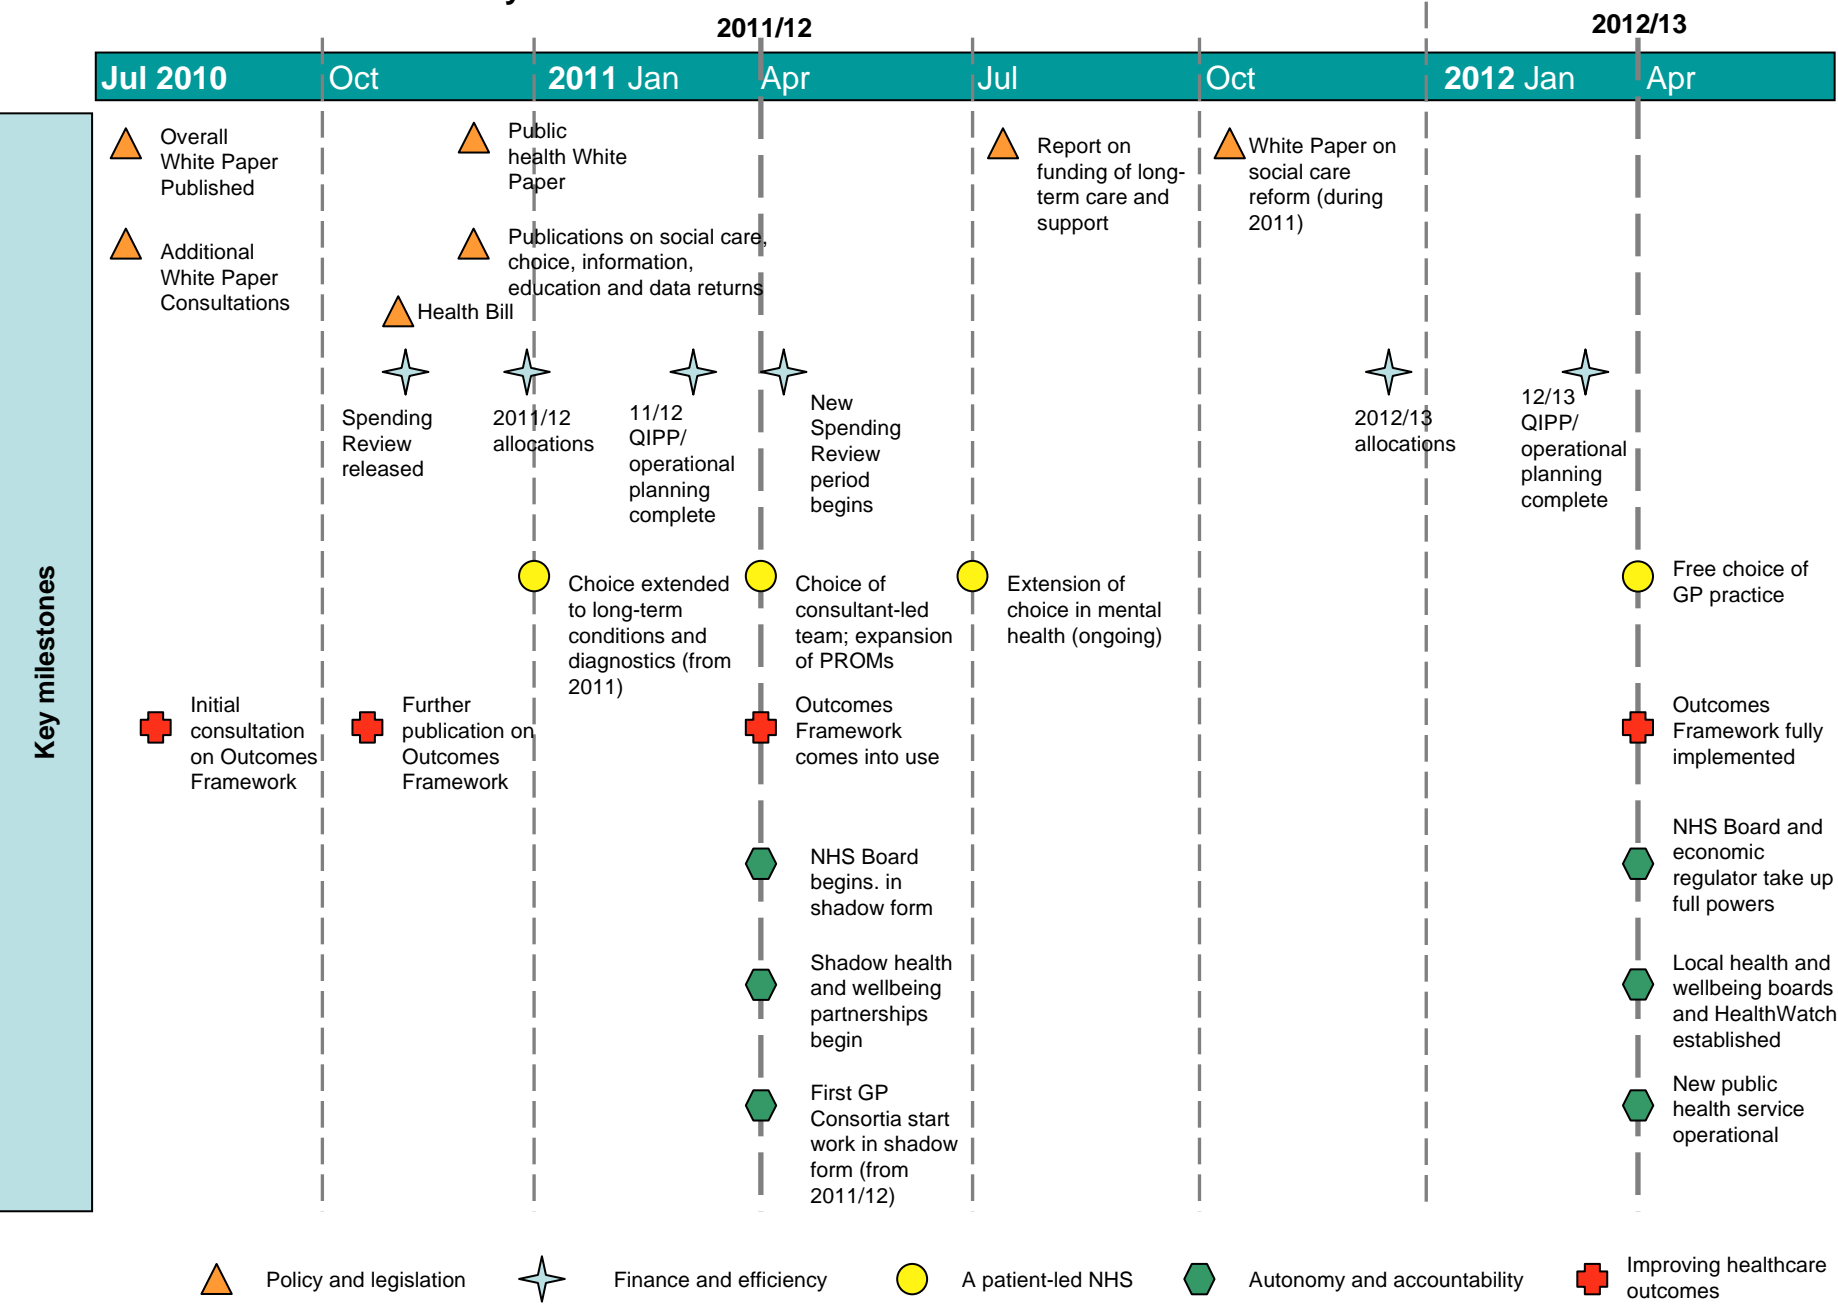 2011/12
2012/13
Jul 2010
Oct
2011 Jan
Apr
Jul
Oct
2012 Jan
Apr
Key milestones
Overall
White Paper
Published
Public
health White
Paper
Report on
funding of long-
term care and
support
White Paper on
social care
reform (during
2011)
Additional
White Paper
Consultations
Publications on social care,
choice, information,
education and data returns
Health Bill
Spending
Review
released
2011/12
allocations
11/12
QIPP/
operational
planning
complete
New
Spending
Review
period
begins
2012/13
allocations
12/13
QIPP/
operational
planning
complete
Choice extended
to long-term
conditions and
diagnostics (from
2011)
Choice of
consultant-led
team; expansion
of PROMs
Extension of
choice in mental
health (ongoing)
Free choice of
GP practice
Initial
consultation
on Outcomes
Framework
Further
publication on
Outcomes
Framework
Outcomes
Framework
comes into use
Outcomes
Framework fully
implemented
NHS Board
begins. in
shadow form
NHS Board and
economic
regulator take up
full powers
Shadow health
and wellbeing
partnerships
begin
Local health and
wellbeing boards
and HealthWatch
established
First GP
Consortia start
work in shadow
form (from
2011/12)
New public
health service
operational
Policy and legislation
Finance and efficiency
A patient-led NHS
Autonomy and accountability
Improving healthcare
outcomes